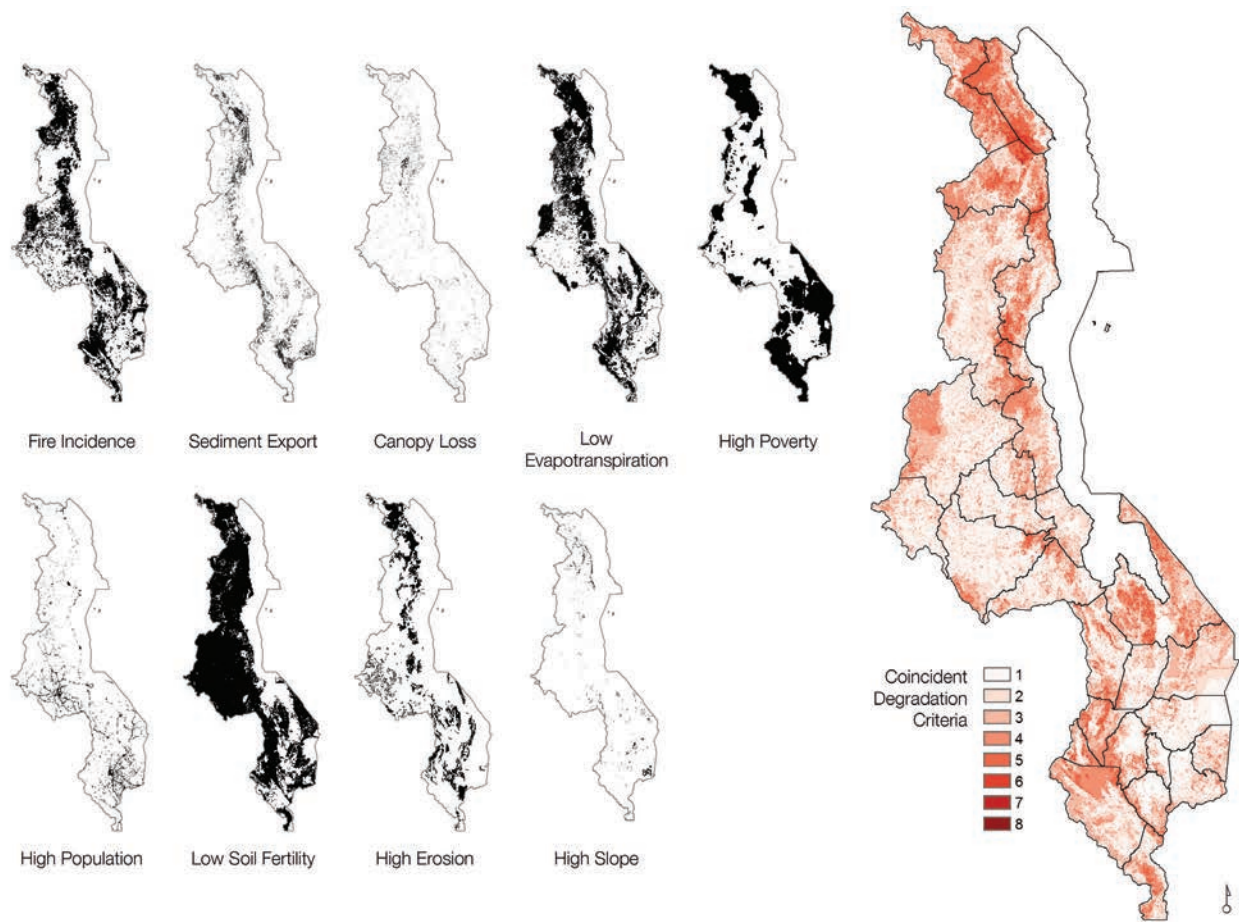 Fire Incidence
Sediment Export
Canopy Loss
Low
Evapotranspiration
High Poverty
High Population
Low Soil Fertility
High Erosion
High Slope
Coincident
Degradation
Criteria
1
2
3
4
5
6
7
8